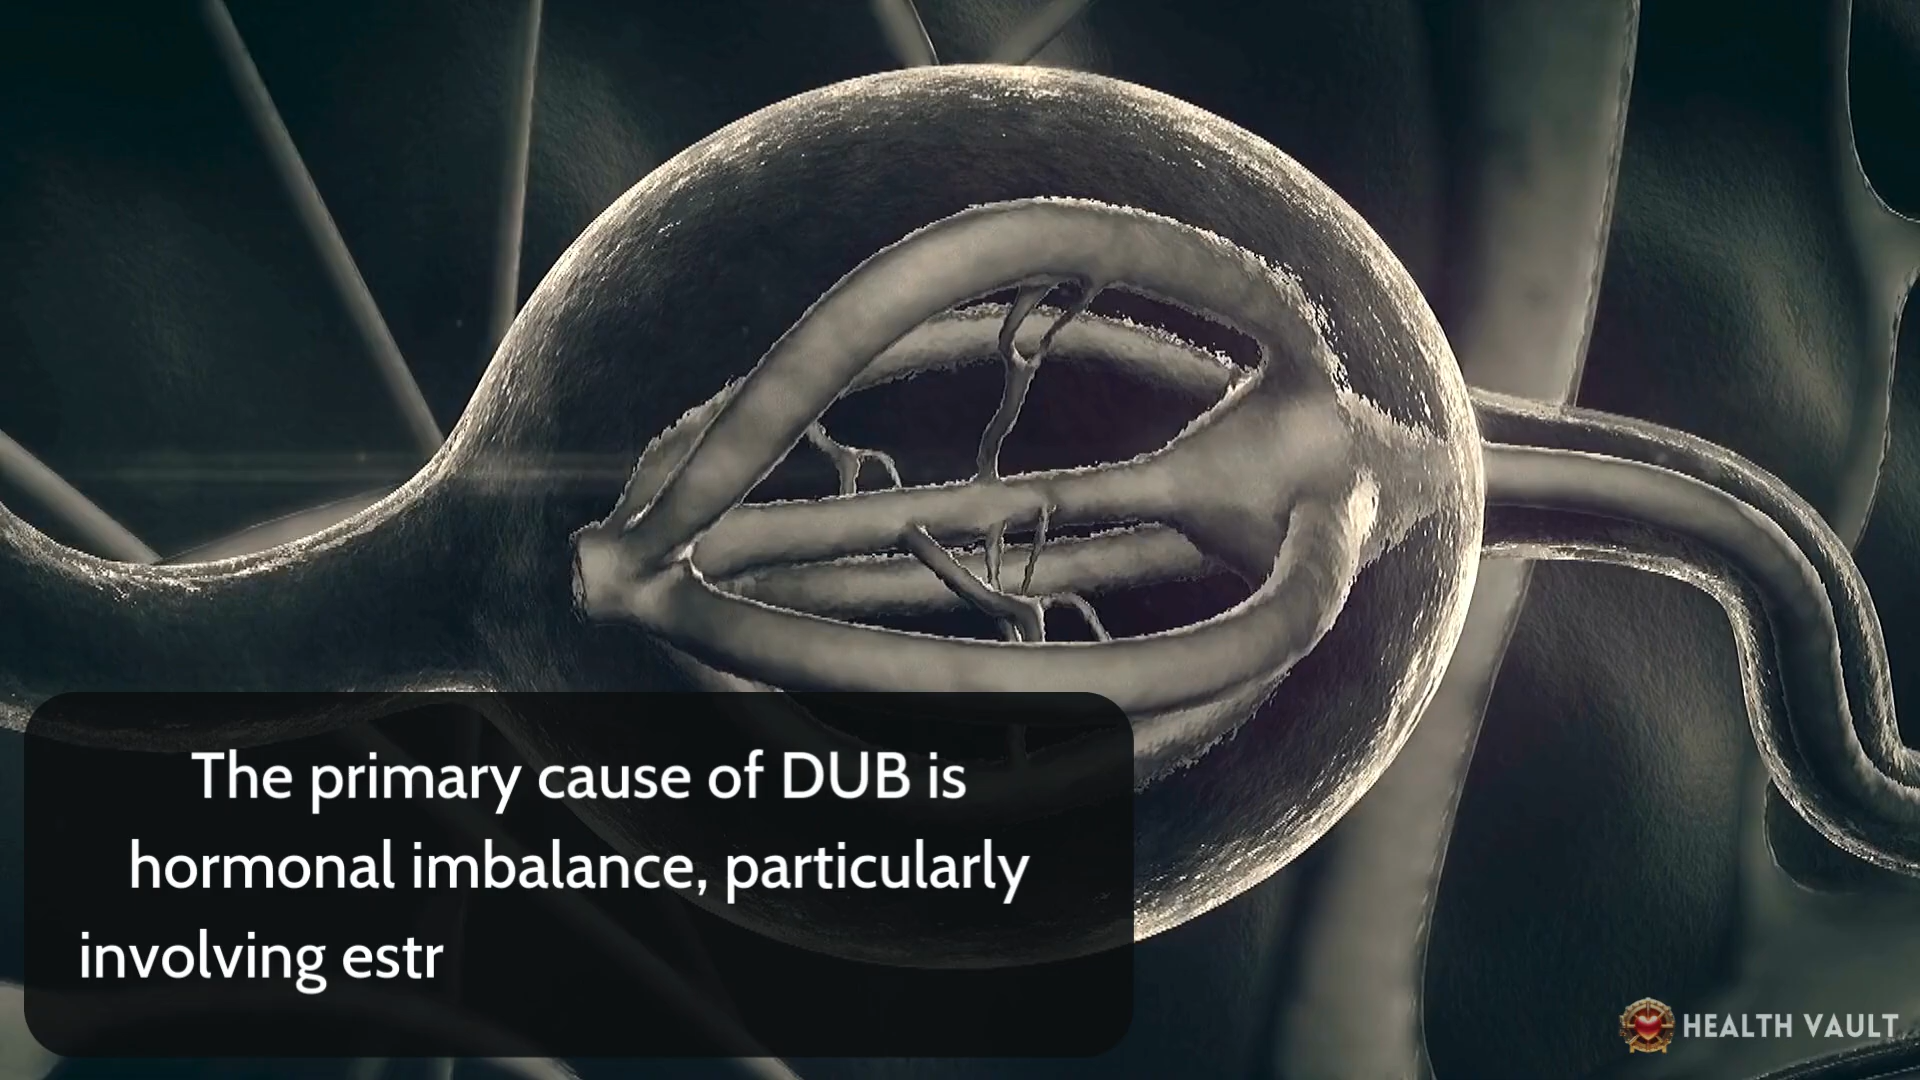 The primary cause of DUB is
hormonal imbalance, particularly
involving estr
HEALTH VAULT